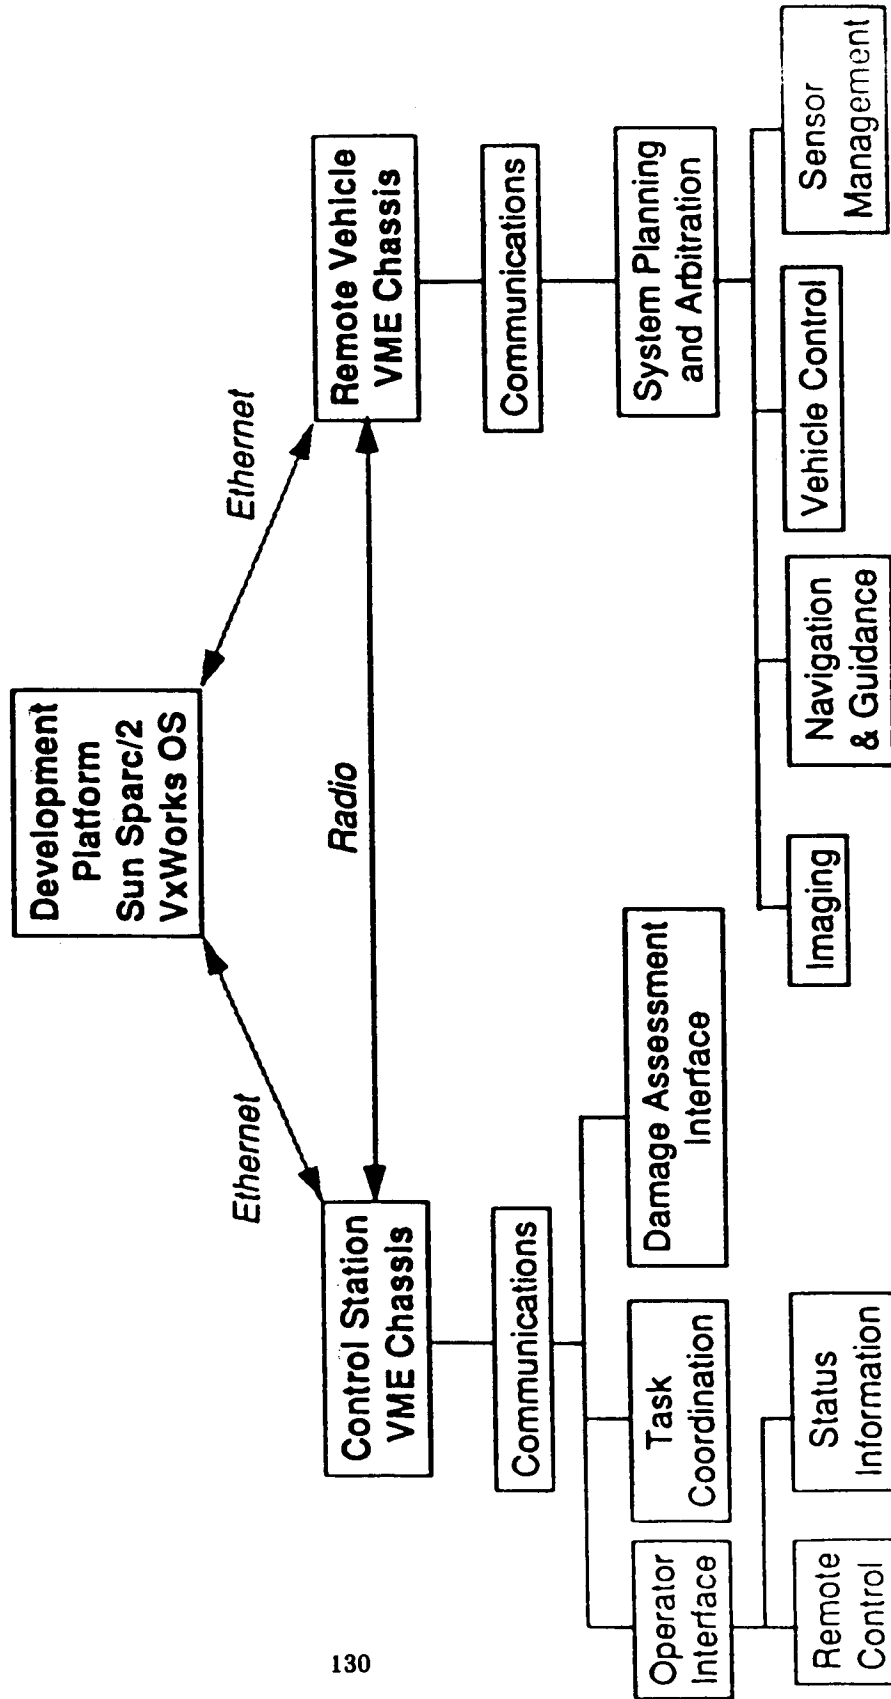 Development
Platform
Sun Sparc/2
VxWorks OS
Ethernet
Ethernet
Radio
Control Station
VME Chassis
Remote Vehicle
VME Chassis
Communications
Communications
Operator
Interface
Task
Coordination
Damage Assessment
Interface
System Planning
and Arbitration
Remote
Control
Status
Information
Imaging
Navigation
& Guidance
Vehicle Control
Sensor
Management
130